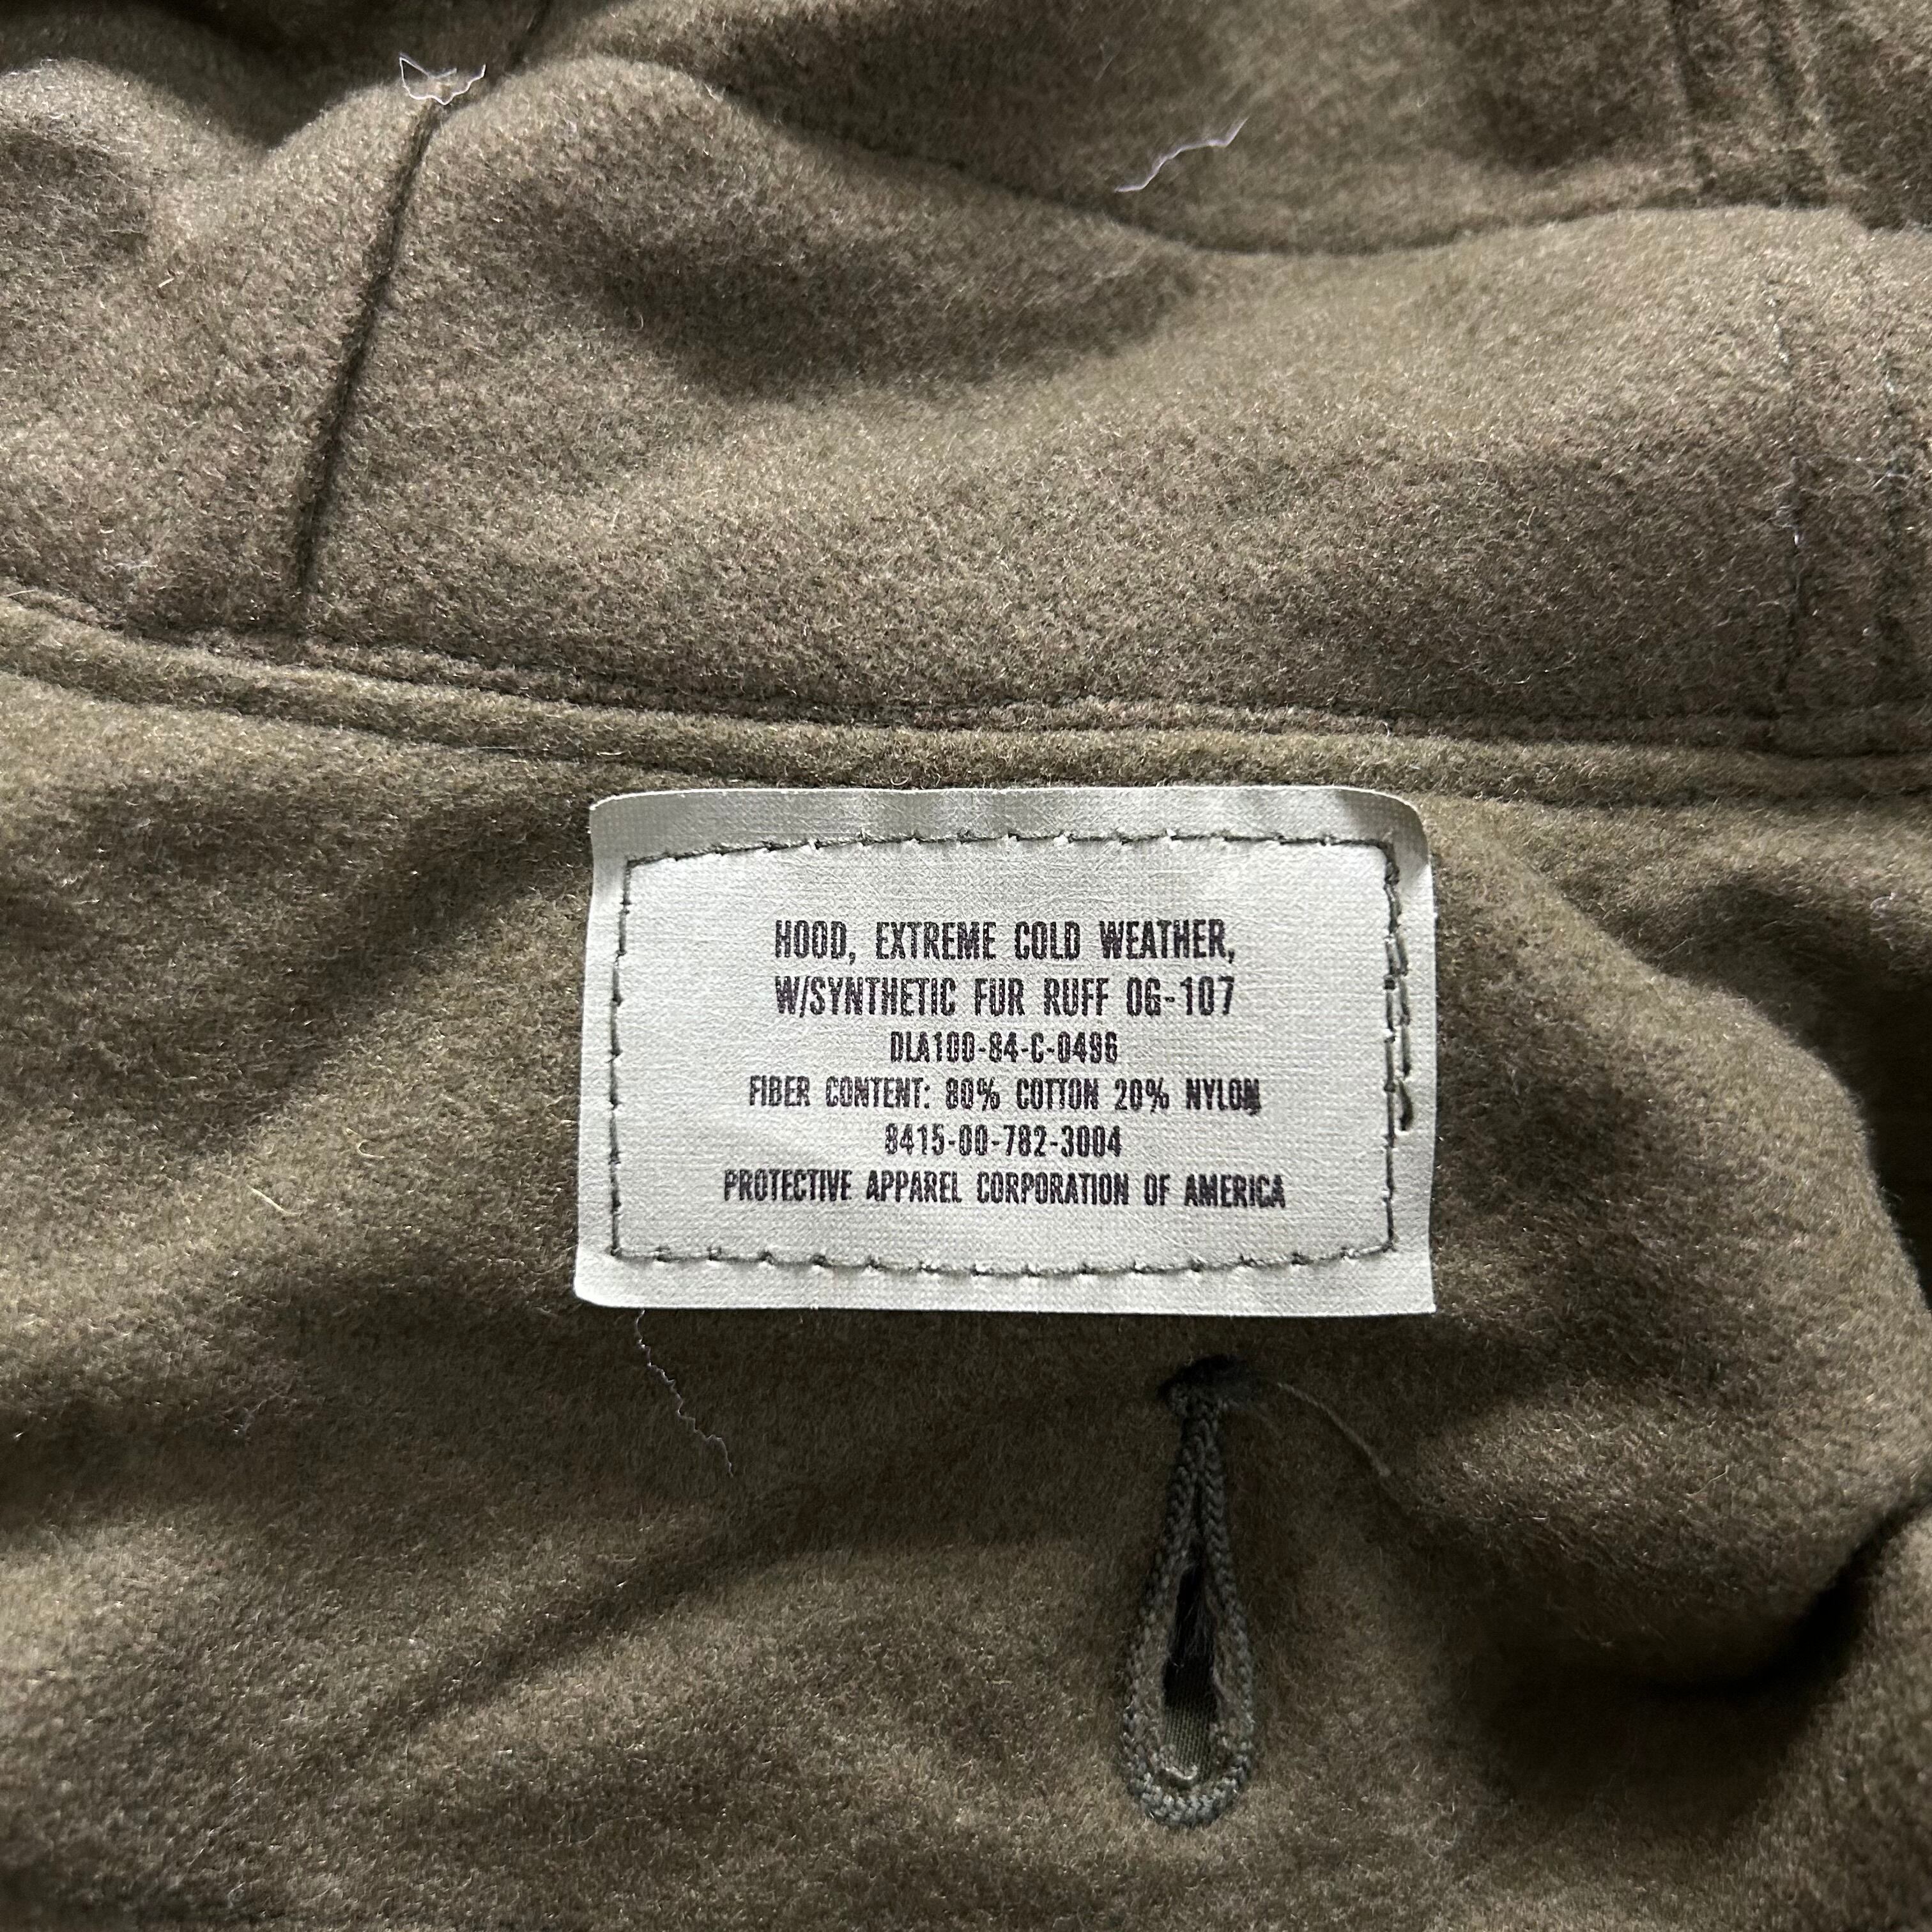 HOOD, EXTREME COLD WEATHER,
W/SYNTHETIC FUR RUFF OG-107
DLA100-84-C-0496
FIBER CONTENT: 80% COTTON 20% NYLON
8415-00-782-3004
PROTECTIVE APPAREL CORPORATION OF AMERICA